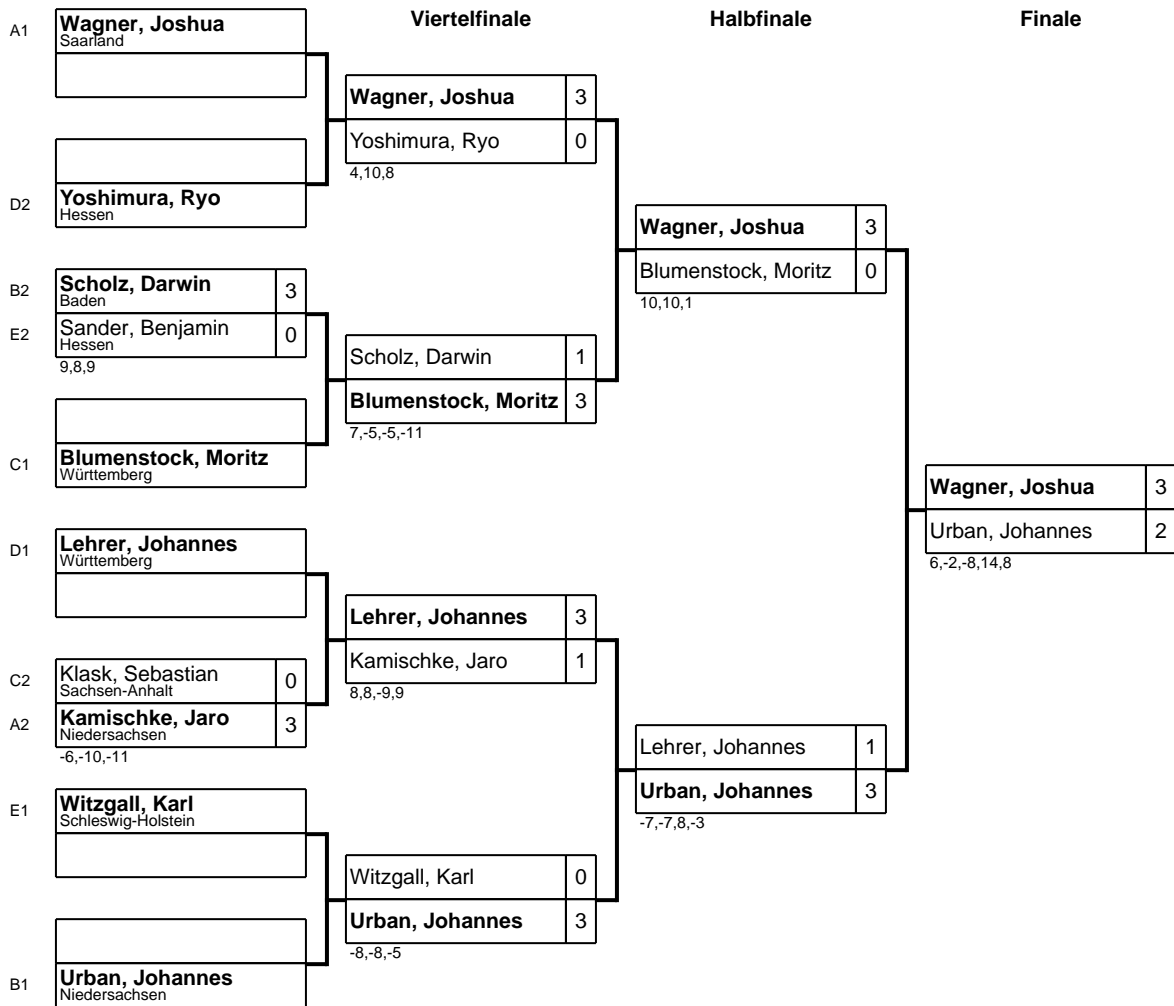 Viertelfinale
Halbfinale
Finale
A1
Wagner, Joshua
Saarland
D2
Yoshimura, Ryo
Hessen
B2
Scholz, Darwin
Baden
3
E2
Sander, Benjamin
Hessen
0
9,8,9
C1
Blumenstock, Moritz
Württemberg
D1
Lehrer, Johannes
Württemberg
C2
Klask, Sebastian
Sachsen-Anhalt
0
A2
Kamischke, Jaro
Niedersachsen
3
-6,-10,-11
E1
Witzgall, Karl
Schleswig-Holstein
B1
Urban, Johannes
Niedersachsen
Wagner, Joshua 3
Yoshimura, Ryo 0
4,10,8
Scholz, Darwin 1
Blumenstock, Moritz 3
7,-5,-5,-11
Lehrer, Johannes 3
Kamischke, Jaro 1
8,8,-9,9
Witzgall, Karl 0
Urban, Johannes 3
-8,-8,-5
Wagner, Joshua 3
Blumenstock, Moritz 0
10,10,1
Lehrer, Johannes 1
Urban, Johannes 3
-7,-7,8,-3
Wagner, Joshua 3
Urban, Johannes 2
6,-2,-8,14,8